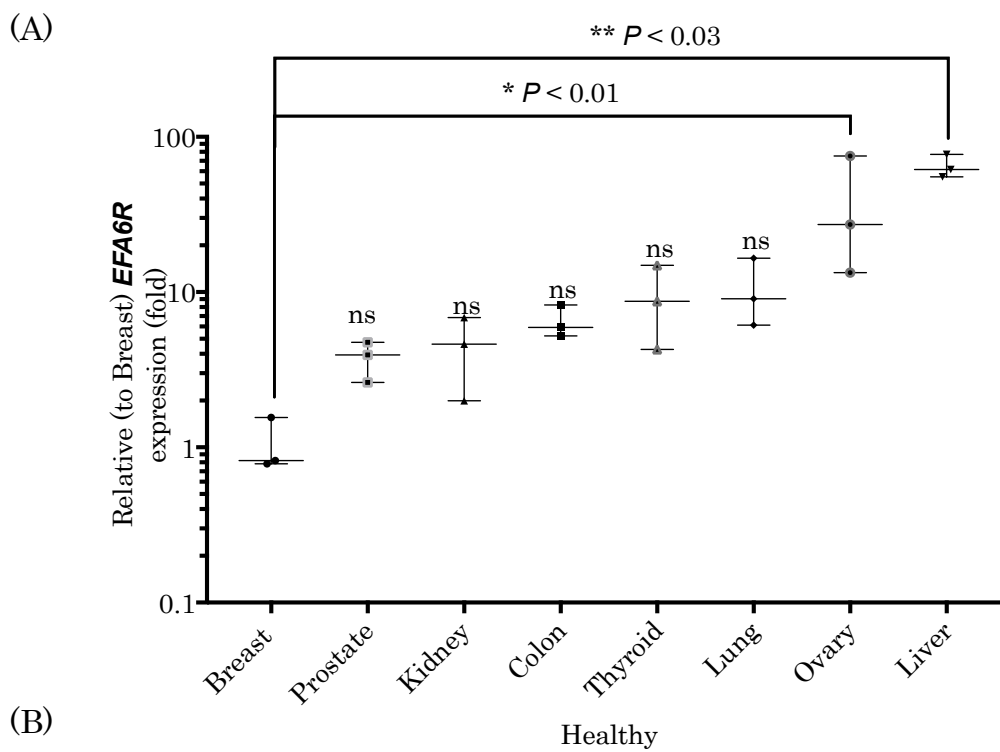 (A)
** P < 0.03
* P < 0.01
100
10
1
0.1
Relative (to Breast) EFA6R
expression (fold)
ns
ns
ns
ns
ns
Breast
Prostate
Kidney
Colon
Thyroid
Lung
Ovary
Liver
Healthy
(B)